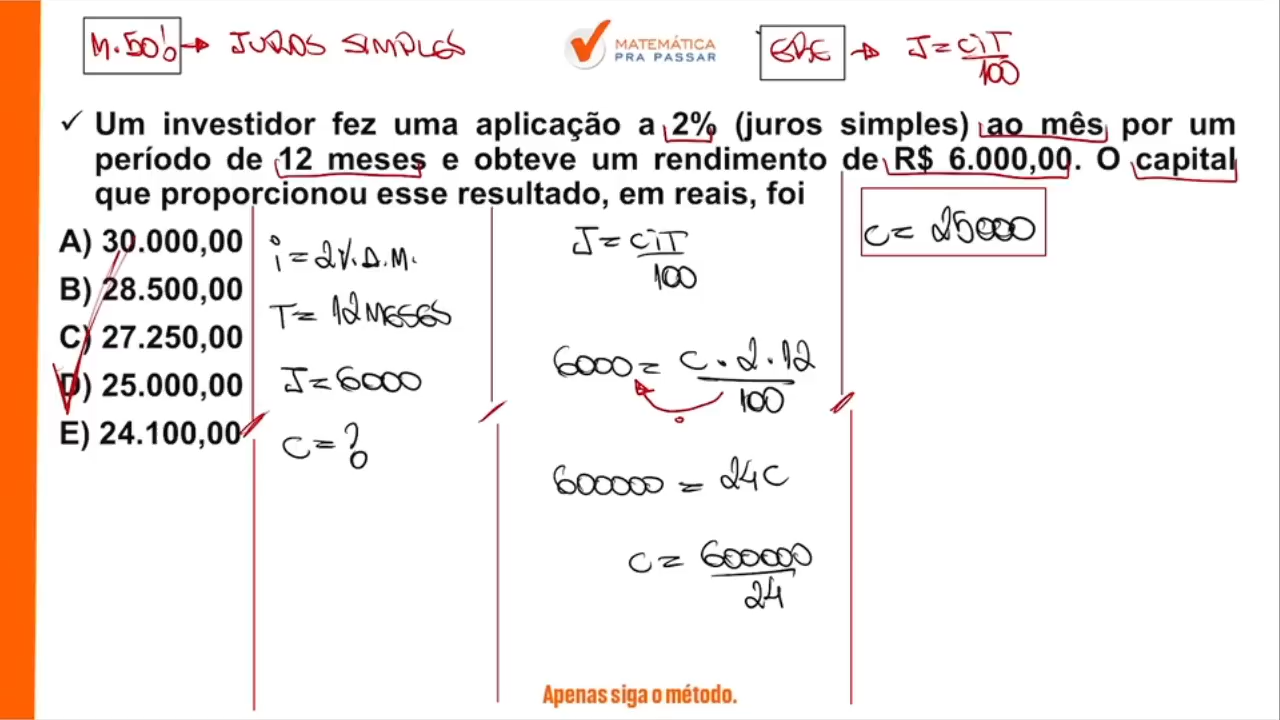 M.50% → JUROS SIMPLES
MATEMÁTICA
PRA PASSAR
J = CiT
100
✓ Um investidor fez uma aplicação a 2% (juros simples) ao mês por um
período de 12 meses e obteve um rendimento de R$ 6.000,00. O capital
que proporcionou esse resultado, em reais, foi
A) 30.000,00
B) 28.500,00
C) 27.250,00
D) 25.000,00
E) 24.100,00
i = 2%.A.M.
T = 12 MESES
J = 6000
C = ?
J = CiT
100
6000 = C . 2 . 12
100
600000 = 24C
C = 600000
24
C = 25000
Apenas siga o método.